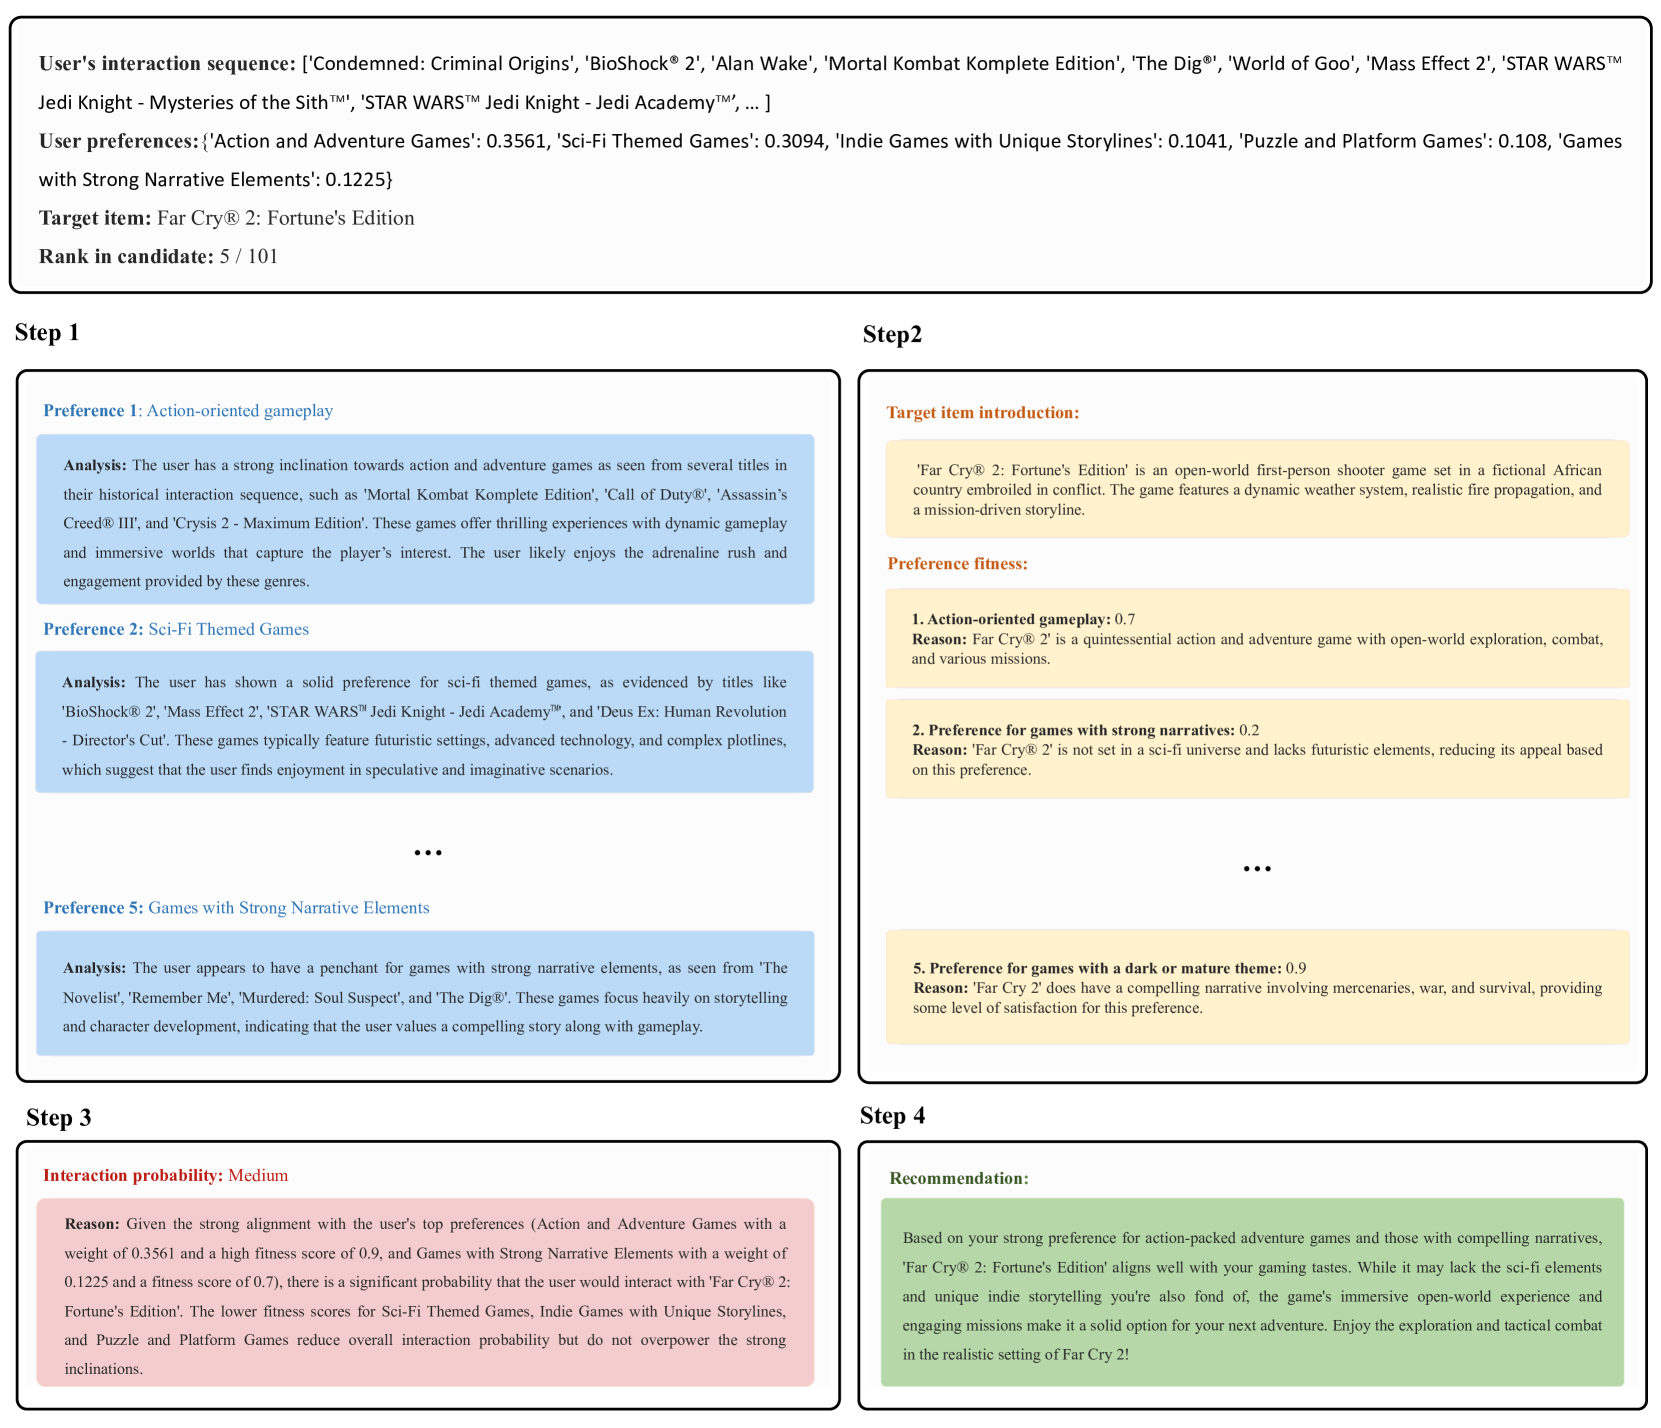 User's interaction sequence: ['Condemned: Criminal Origins', 'BioShock® 2', 'Alan Wake', 'Mortal Kombat Komplete Edition', 'The Dig®', 'World of Goo', 'Mass Effect 2', 'STAR WARS™
Jedi Knight - Mysteries of the Sith™', 'STAR WARS™ Jedi Knight - Jedi Academy™’, ... ]
User preferences:{'Action and Adventure Games': 0.3561, 'Sci-Fi Themed Games': 0.3094, 'Indie Games with Unique Storylines': 0.1041, 'Puzzle and Platform Games': 0.108, 'Games
with Strong Narrative Elements': 0.1225}
Target item: Far Cry® 2: Fortune's Edition
Rank in candidate: 5 / 101
Step 1
Preference 1: Action-oriented gameplay
Analysis: The user has a strong inclination towards action and adventure games as seen from several titles in
their historical interaction sequence, such as 'Mortal Kombat Komplete Edition', 'Call of Duty®', 'Assassin’s
Creed® III', and 'Crysis 2 - Maximum Edition'. These games offer thrilling experiences with dynamic gameplay
and immersive worlds that capture the player’s interest. The user likely enjoys the adrenaline rush and
engagement provided by these genres.
Preference 2: Sci-Fi Themed Games
Analysis: The user has shown a solid preference for sci-fi themed games, as evidenced by titles like
'BioShock® 2', 'Mass Effect 2', 'STAR WARS™ Jedi Knight - Jedi Academy™', and 'Deus Ex: Human Revolution
- Director's Cut'. These games typically feature futuristic settings, advanced technology, and complex plotlines,
which suggest that the user finds enjoyment in speculative and imaginative scenarios.
...
Preference 5: Games with Strong Narrative Elements
Analysis: The user appears to have a penchant for games with strong narrative elements, as seen from 'The
Novelist', 'Remember Me', 'Murdered: Soul Suspect', and 'The Dig®'. These games focus heavily on storytelling
and character development, indicating that the user values a compelling story along with gameplay.
Step2
Target item introduction:
'Far Cry® 2: Fortune's Edition' is an open-world first-person shooter game set in a fictional African
country embroiled in conflict. The game features a dynamic weather system, realistic fire propagation, and
a mission-driven storyline.
Preference fitness:
1. Action-oriented gameplay: 0.7
Reason: Far Cry® 2' is a quintessential action and adventure game with open-world exploration, combat,
and various missions.
2. Preference for games with strong narratives: 0.2
Reason: 'Far Cry® 2' is not set in a sci-fi universe and lacks futuristic elements, reducing its appeal based
on this preference.
...
5. Preference for games with a dark or mature theme: 0.9
Reason: 'Far Cry 2' does have a compelling narrative involving mercenaries, war, and survival, providing
some level of satisfaction for this preference.
Step 3
Interaction probability: Medium
Reason: Given the strong alignment with the user's top preferences (Action and Adventure Games with a
weight of 0.3561 and a high fitness score of 0.9, and Games with Strong Narrative Elements with a weight of
0.1225 and a fitness score of 0.7), there is a significant probability that the user would interact with 'Far Cry® 2:
Fortune's Edition'. The lower fitness scores for Sci-Fi Themed Games, Indie Games with Unique Storylines,
and Puzzle and Platform Games reduce overall interaction probability but do not overpower the strong
inclinations.
Step 4
Recommendation:
Based on your strong preference for action-packed adventure games and those with compelling narratives,
'Far Cry® 2: Fortune's Edition' aligns well with your gaming tastes. While it may lack the sci-fi elements
and unique indie storytelling you're also fond of, the game's immersive open-world experience and
engaging missions make it a solid option for your next adventure. Enjoy the exploration and tactical combat
in the realistic setting of Far Cry 2!